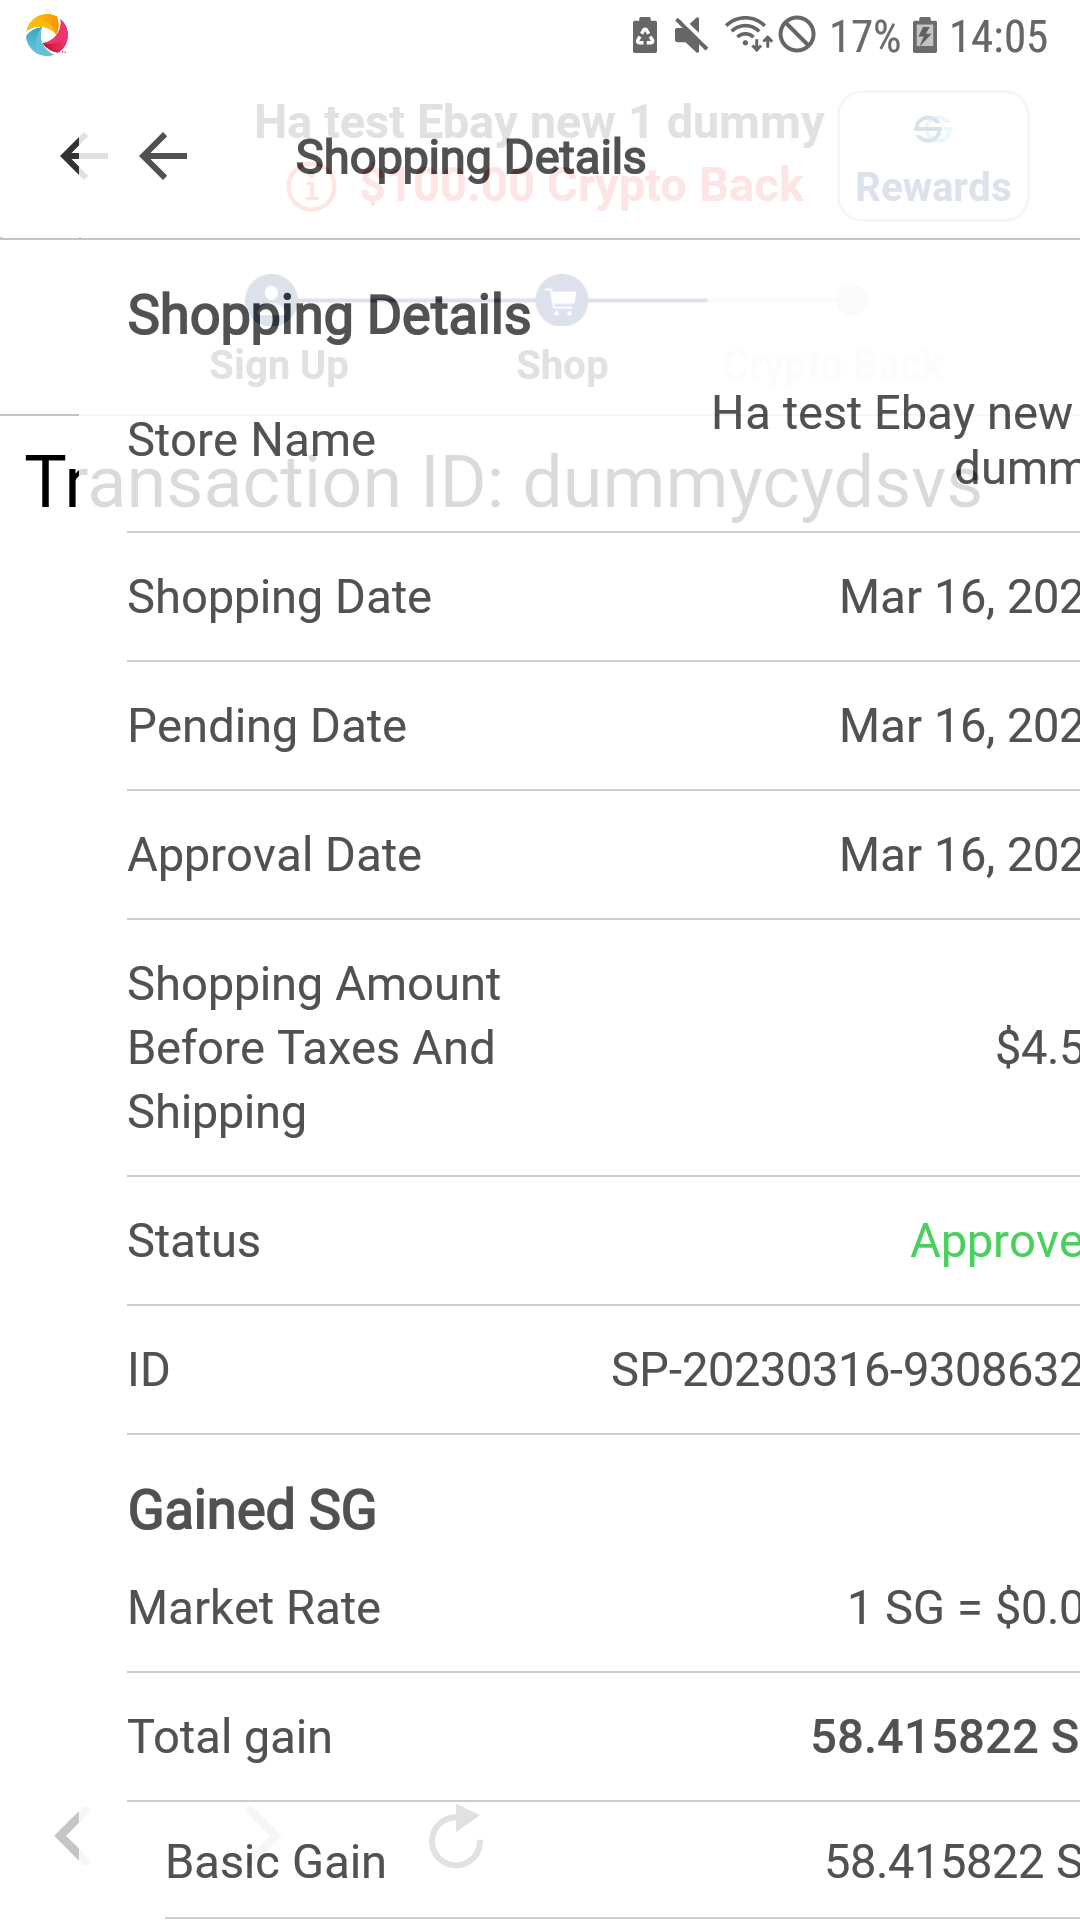 17% 14:05
Ha test Ebay new 1 dummy
Shopping Details
$100.00 Crypto Back
Rewards
Shopping Details
Sign Up Shop Crypto Back
Store Name Ha test Ebay new
dumm
Transaction ID: dummycydsvs
Shopping Date Mar 16, 202
Pending Date Mar 16, 202
Approval Date Mar 16, 202
Shopping Amount
Before Taxes And
Shipping
$4.5
Status Approve
ID SP-20230316-9308632
Gained SG
Market Rate 1 SG = $0.0
Total gain 58.415822 S
Basic Gain 58.415822 S